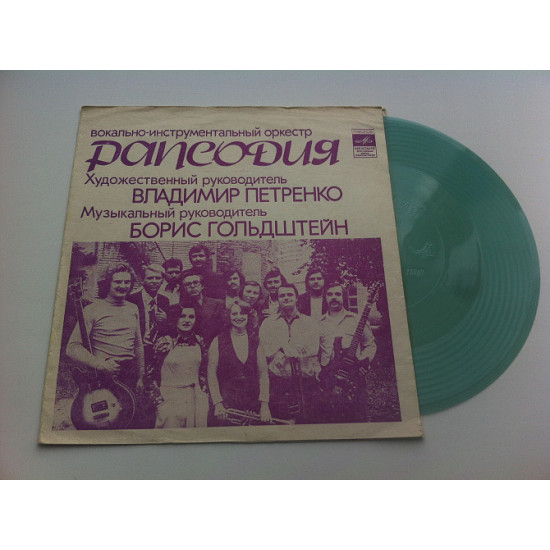 вокально-инструментальный оркестр
РАПСОДИЯ
Художественный руководитель
ВЛАДИМИР ПЕТРЕНКО
Музыкальный руководитель
БОРИС ГОЛЬДШТЕЙН